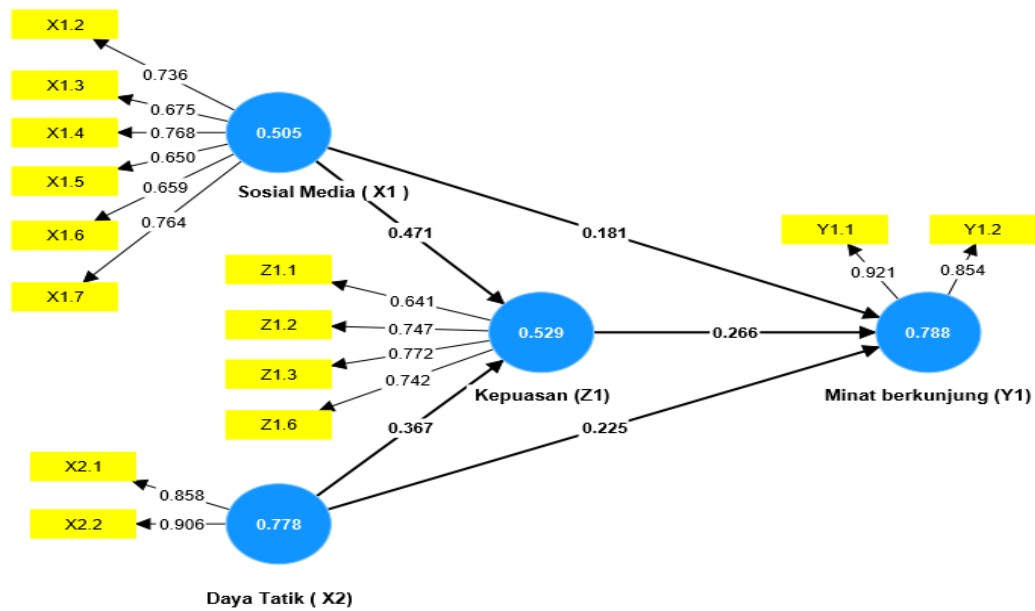 X1.2
0.736
X1.3
0.675
X1.4
0.768
X1.5
0.650
X1.6
0.659
X1.7
0.764
0.505
Sosial Media ( X1 )
0.471
0.181
Z1.1
0.641
Z1.2
0.747
Z1.3
0.772
Z1.6
0.742
0.529
Kepuasan (Z1)
0.266
0.367
0.225
Y1.1
Y1.2
0.921
0.854
0.788
Minat berkunjung (Y1)
X2.1
0.858
X2.2
0.906
0.778
Daya Tatik ( X2)